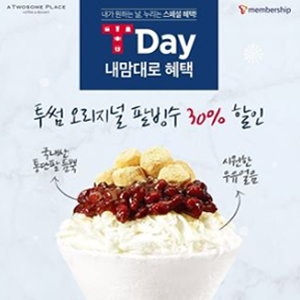 A TWOSOME PLACE
T membership
내가 원하는 날, 누리는 스페셜 혜택!
T Day
내맘대로 혜택
투썸 오리지널 팥빙수 30% 할인
국내산
통단팥 듬뿍
시원한
우유얼음